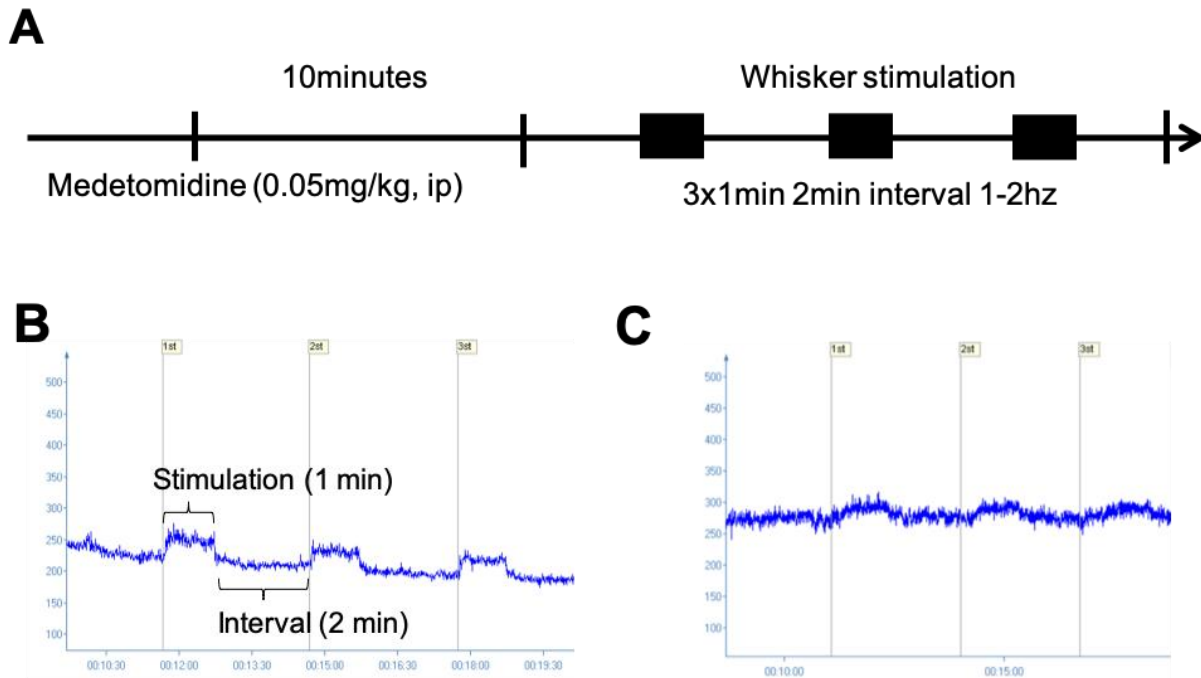 A
10minutes
Whisker stimulation
Medetomidine (0.05mg/kg, ip)
3x1min 2min interval 1-2hz
B
1st
2st
3st
500
450
400
350
300
250
200
150
100
Stimulation (1 min)
Interval (2 min)
00:10:30
00:12:00
00:13:30
00:15:00
00:16:30
00:18:00
00:19:30
C
1st
2st
3st
500
450
400
350
300
250
200
150
100
00:10:00
00:15:00